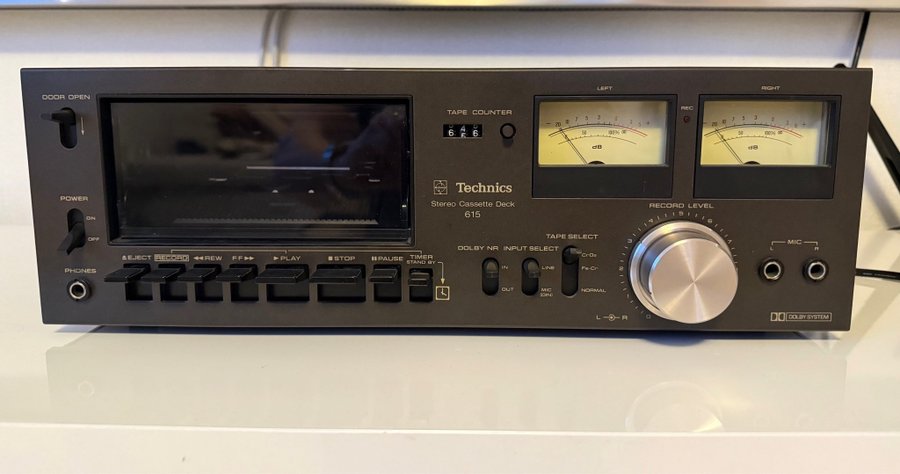 DOOR OPEN
POWER
ON
OFF
PHONES
EJECT
RECORD
REW
FF
PLAY
STOP
PAUSE
TIMER
STAND BY
TAPE COUNTER
Technics
Stereo Cassette Deck
615
DOLBY NR
IN
OUT
INPUT SELECT
LINE
MIC
(DIN)
TAPE SELECT
CrO₂
Fe-Cr
NORMAL
LEFT
dB
REC
RIGHT
dB
RECORD LEVEL
L R
MIC
R
DOLBY SYSTEM